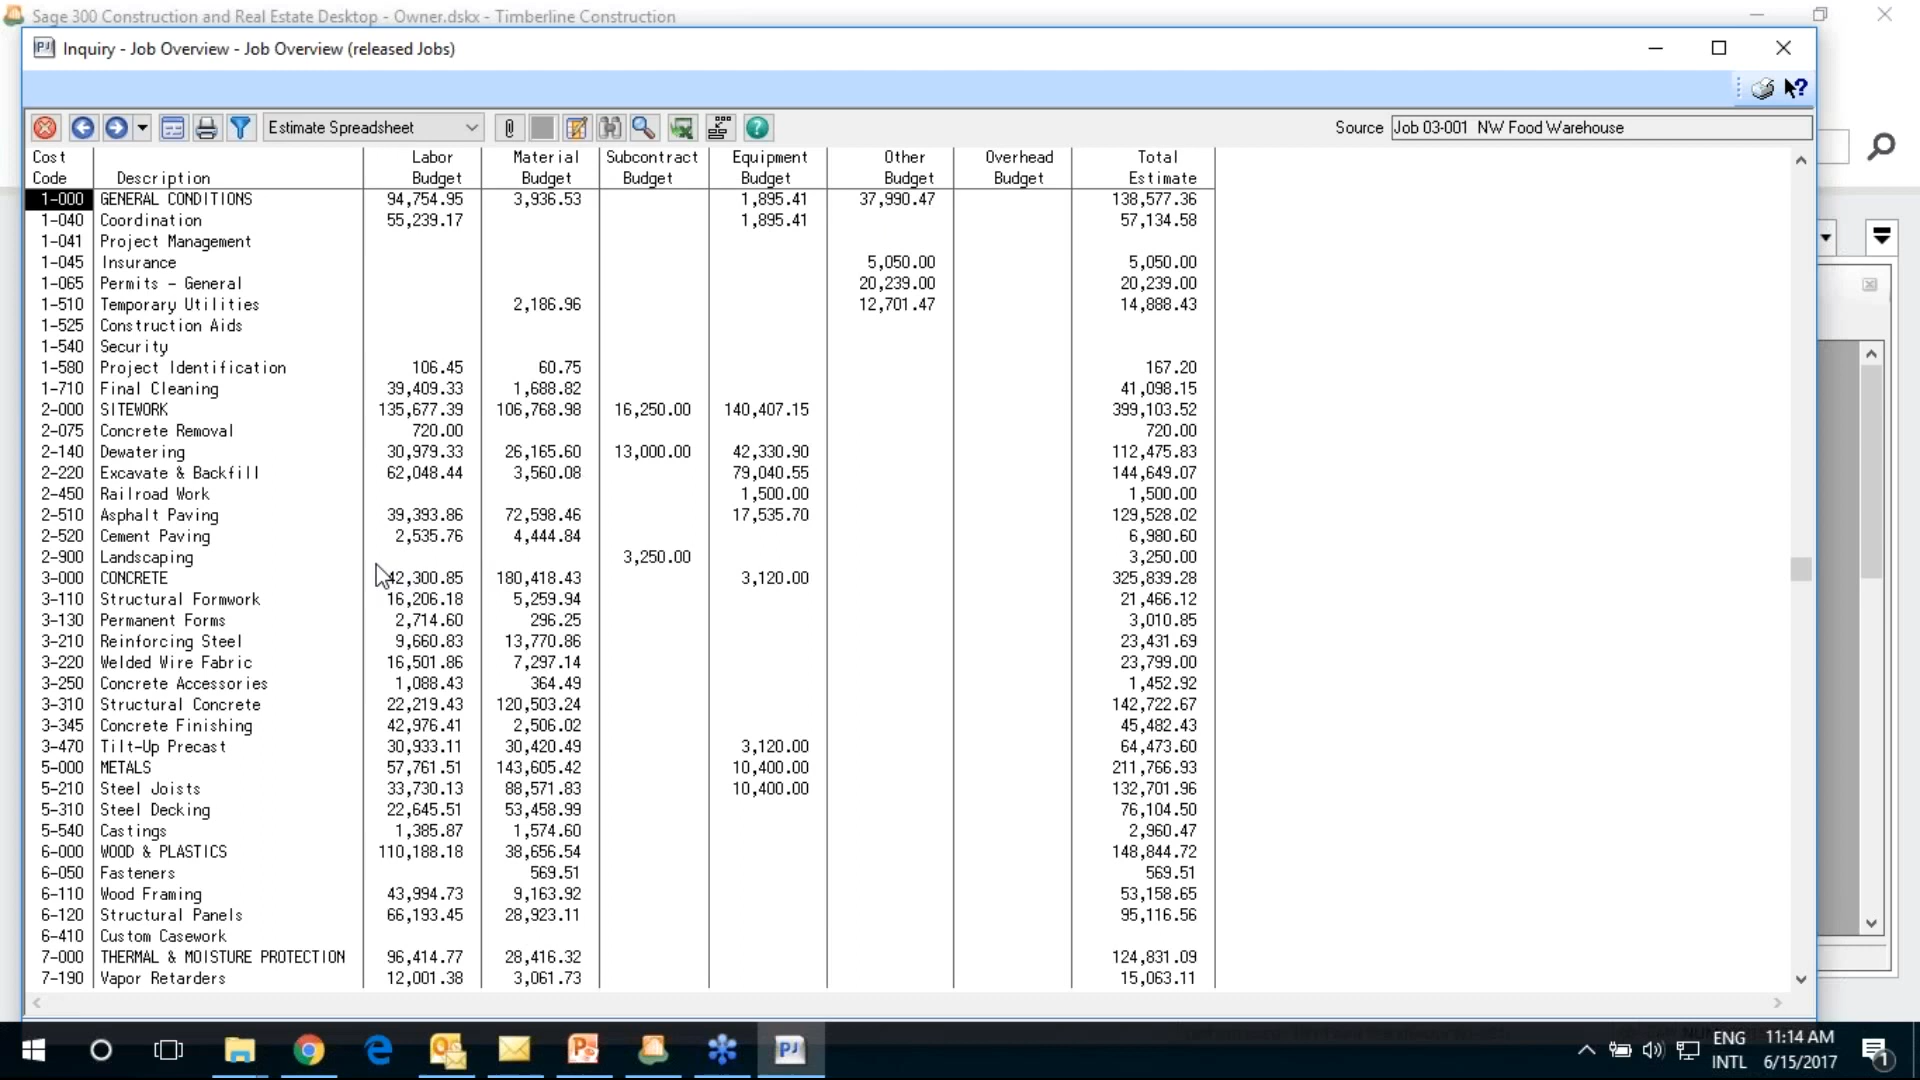 Sage 300 Construction and Real Estate Desktop - Owner.dskx - Timberline Construction
Inquiry - Job Overview - Job Overview (released Jobs)
Estimate Spreadsheet Source Job 03-001 NW Food Warehouse
Cost Labor Material Subcontract Equipment Other Overhead Total
Code Description Budget Budget Budget Budget Budget Budget Estimate
1-000 GENERAL CONDITIONS 94,754.95 3,936.53 1,895.41 37,990.47 138,577.36
1-040 Coordination 55,239.17 1,895.41 57,134.58
1-041 Project Management
1-045 Insurance 5,050.00 5,050.00
1-065 Permits - General 20,239.00 20,239.00
1-510 Temporary Utilities 2,186.96 12,701.47 14,888.43
1-525 Construction Aids
1-540 Security
1-580 Project Identification 106.45 60.75 167.20
1-710 Final Cleaning 39,409.33 1,688.82 41,098.15
2-000 SITEWORK 135,677.39 106,768.98 16,250.00 140,407.15 399,103.52
2-075 Concrete Removal 720.00 720.00
2-140 Dewatering 30,979.33 26,165.60 13,000.00 42,330.90 112,475.83
2-220 Excavate & Backfill 62,048.44 3,560.08 79,040.55 144,649.07
2-450 Railroad Work 1,500.00 1,500.00
2-510 Asphalt Paving 39,393.86 72,598.46 17,535.70 129,528.02
2-520 Cement Paving 2,535.76 4,444.84 6,980.60
2-900 Landscaping 3,250.00 3,250.00
3-000 CONCRETE 42,300.85 180,418.43 3,120.00 325,839.28
3-110 Structural Formwork 16,206.18 5,259.94 21,466.12
3-130 Permanent Forms 2,714.60 296.25 3,010.85
3-210 Reinforcing Steel 9,660.83 13,770.86 23,431.69
3-220 Welded Wire Fabric 16,501.86 7,297.14 23,799.00
3-250 Concrete Accessories 1,088.43 364.49 1,452.92
3-310 Structural Concrete 22,219.43 120,503.24 142,722.67
3-345 Concrete Finishing 42,976.41 2,506.02 45,482.43
3-470 Tilt-Up Precast 30,933.11 30,420.49 3,120.00 64,473.60
5-000 METALS 57,761.51 143,605.42 10,400.00 211,766.93
5-210 Steel Joists 33,730.13 88,571.83 10,400.00 132,701.96
5-310 Steel Decking 22,645.51 53,458.99 76,104.50
5-540 Castings 1,385.87 1,574.60 2,960.47
6-000 WOOD & PLASTICS 110,188.18 38,656.54 148,844.72
6-050 Fasteners 569.51 569.51
6-110 Wood Framing 43,994.73 9,163.92 53,158.65
6-120 Structural Panels 66,193.45 28,923.11 95,116.56
6-410 Custom Casework
7-000 THERMAL & MOISTURE PROTECTION 96,414.77 28,416.32 124,831.09
7-190 Vapor Retarders 12,001.38 3,061.73 15,063.11
ENG 11:14 AM
INTL 6/15/2017 1